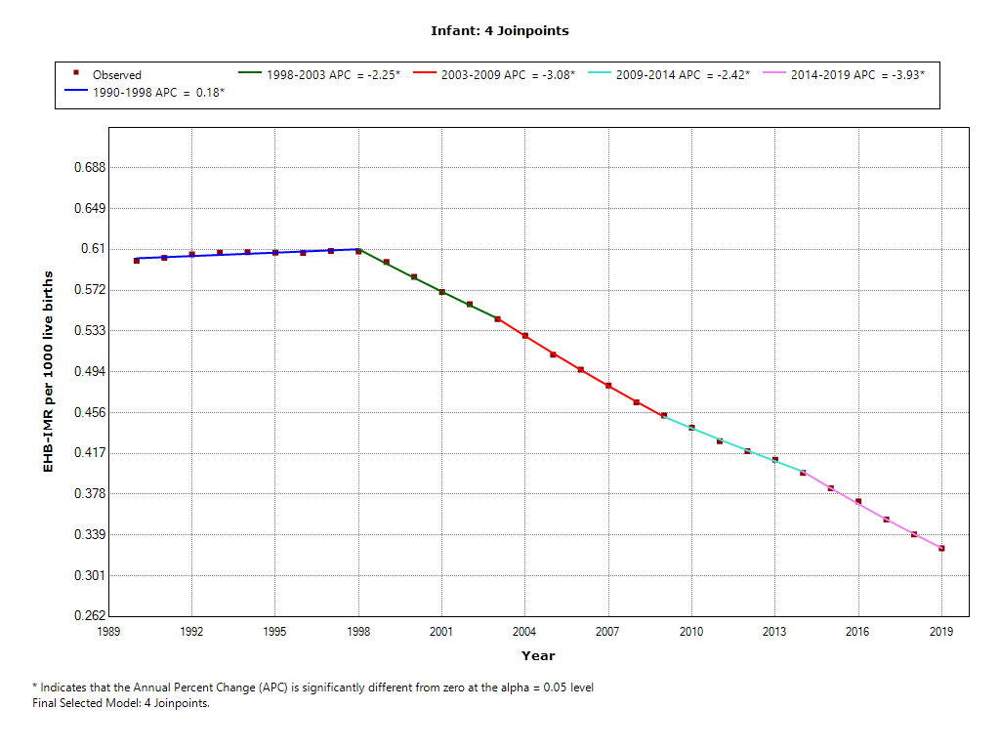 Infant: 4 Joinpoints
Observed
1998-2003 APC = -2.25*
2003-2009 APC = -3.08*
2009-2014 APC = -2.42*
2014-2019 APC = -3.93*
1990-1998 APC = 0.18*
EHB-IMR per 1000 live births
0.688
0.649
0.61
0.572
0.533
0.494
0.456
0.417
0.378
0.339
0.301
0.262
1989 1992 1995 1998 2001 2004 2007 2010 2013 2016 2019
Year
* Indicates that the Annual Percent Change (APC) is significantly different from zero at the alpha = 0.05 level
Final Selected Model: 4 Joinpoints.